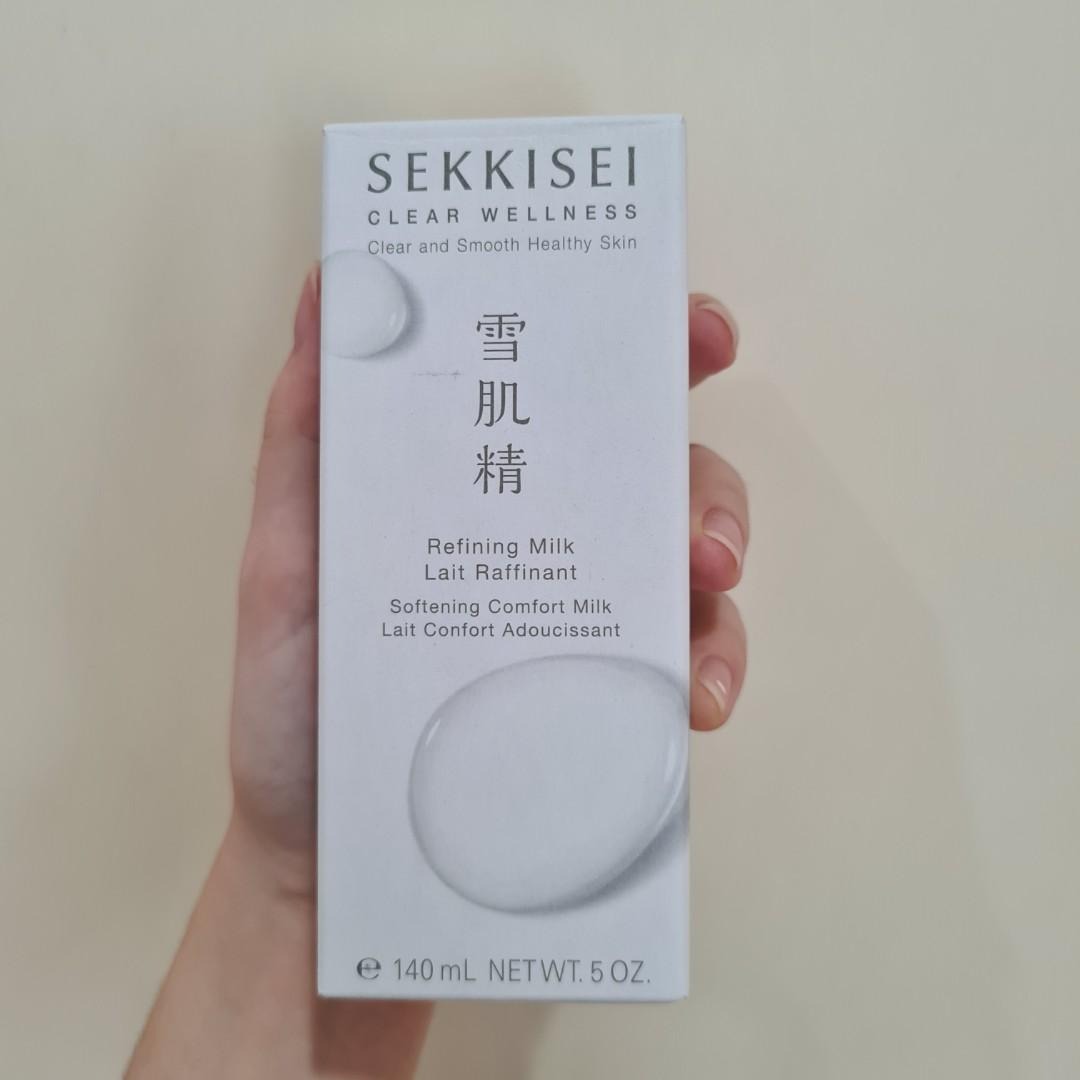 SEKKISEI
CLEAR WELLNESS
Clear and Smooth Healthy Skin
雪
肌
精
Refining Milk
Lait Raffinant
Softening Comfort Milk
Lait Confort Adoucissant
℮ 140 mL NET WT. 5 OZ.